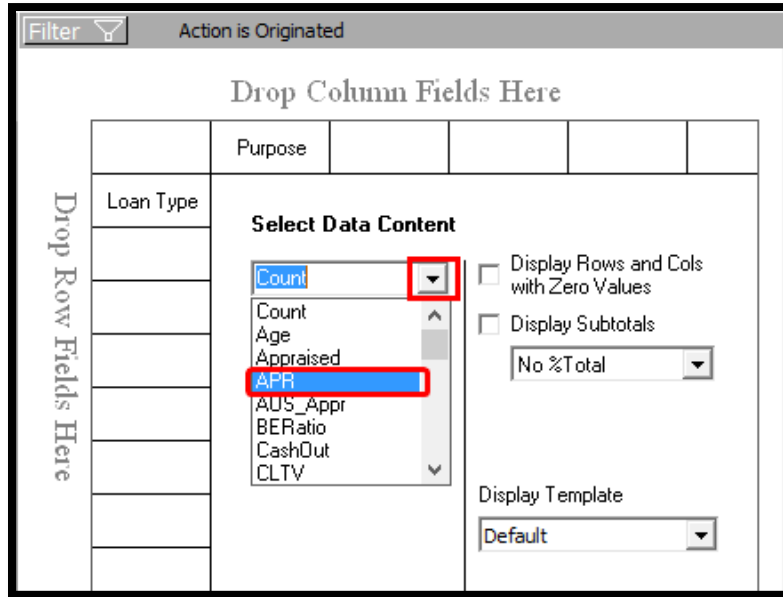 Filter Action is Originated
Drop Column Fields Here
Purpose
Drop Row Fields Here
Loan Type
Select Data Content
Count
Count
Age
Appraised
APR
AUS_Appr
BERatio
CashOut
CLTV
Display Rows and Cols
with Zero Values
Display Subtotals
No %Total
Display Template
Default